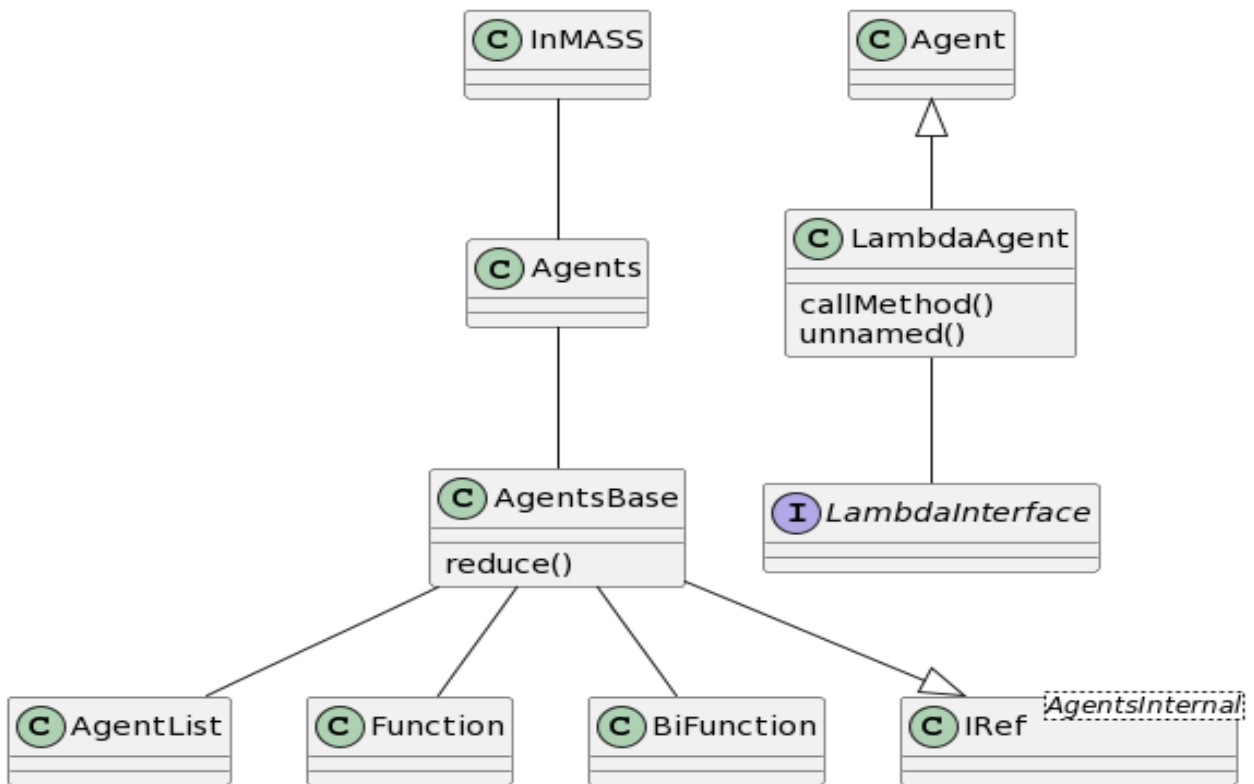 C InMASS
C Agent
C LambdaAgent
callMethod()
unnamed()
C Agents
C AgentsBase
reduce()
I LambdaInterface
C AgentList
C Function
C BiFunction
C IRef
AgentsInternal